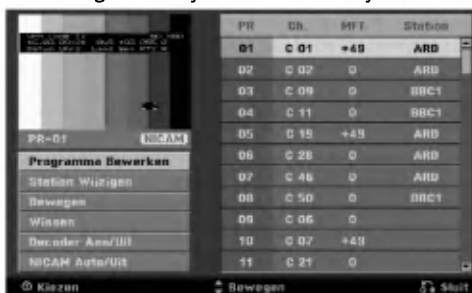 PR Ch. MFT Station
01 C 01 +49 ARD
02 C 02 0 ARD
03 C 09 0 BBC1
04 C 11 0 BBC1
05 C 19 +49 ARD
06 C 28 0 ARD
07 C 46 0 ARD
08 C 50 0 BBC1
09 C 06 0
10 C 07 +49
11 C 21 0
PR-01 NICAM
Programma Bewerken
Station Wijzigen
Bewegen
Wissen
Decoder Aan/Uit
NICAM Auto/Uit
Kiezen Bewegen Sluit